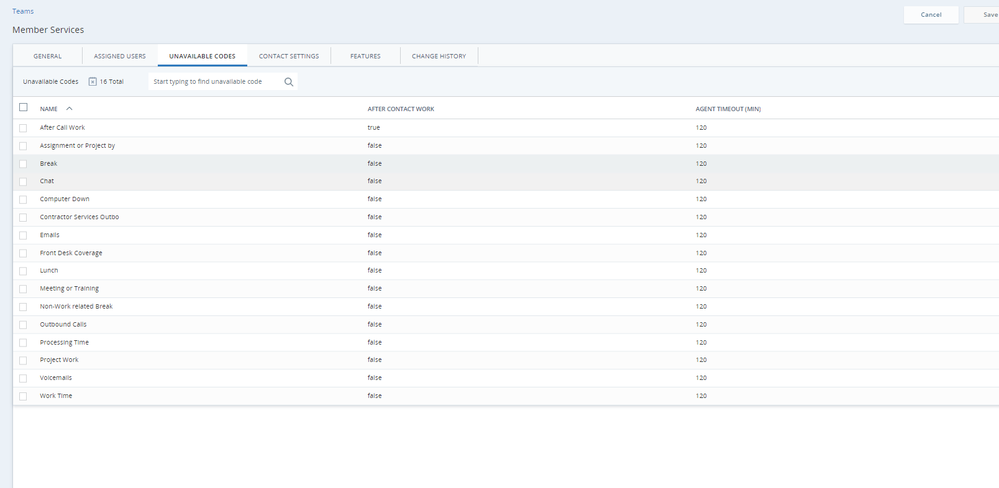 Teams
Cancel
Save
Member Services
GENERAL ASSIGNED USERS UNAVAILABLE CODES CONTACT SETTINGS FEATURES CHANGE HISTORY
Unavailable Codes 16 Total Start typing to find unavailable code
NAME AFTER CONTACT WORK AGENT TIMEOUT (MIN)
After Call Work true 120
Assignment or Project by false 120
Break false 120
Chat false 120
Computer Down false 120
Contractor Services Outbo false 120
Emails false 120
Front Desk Coverage false 120
Lunch false 120
Meeting or Training false 120
Non-Work related Break false 120
Outbound Calls false 120
Processing Time false 120
Project Work false 120
Voicemails false 120
Work Time false 120